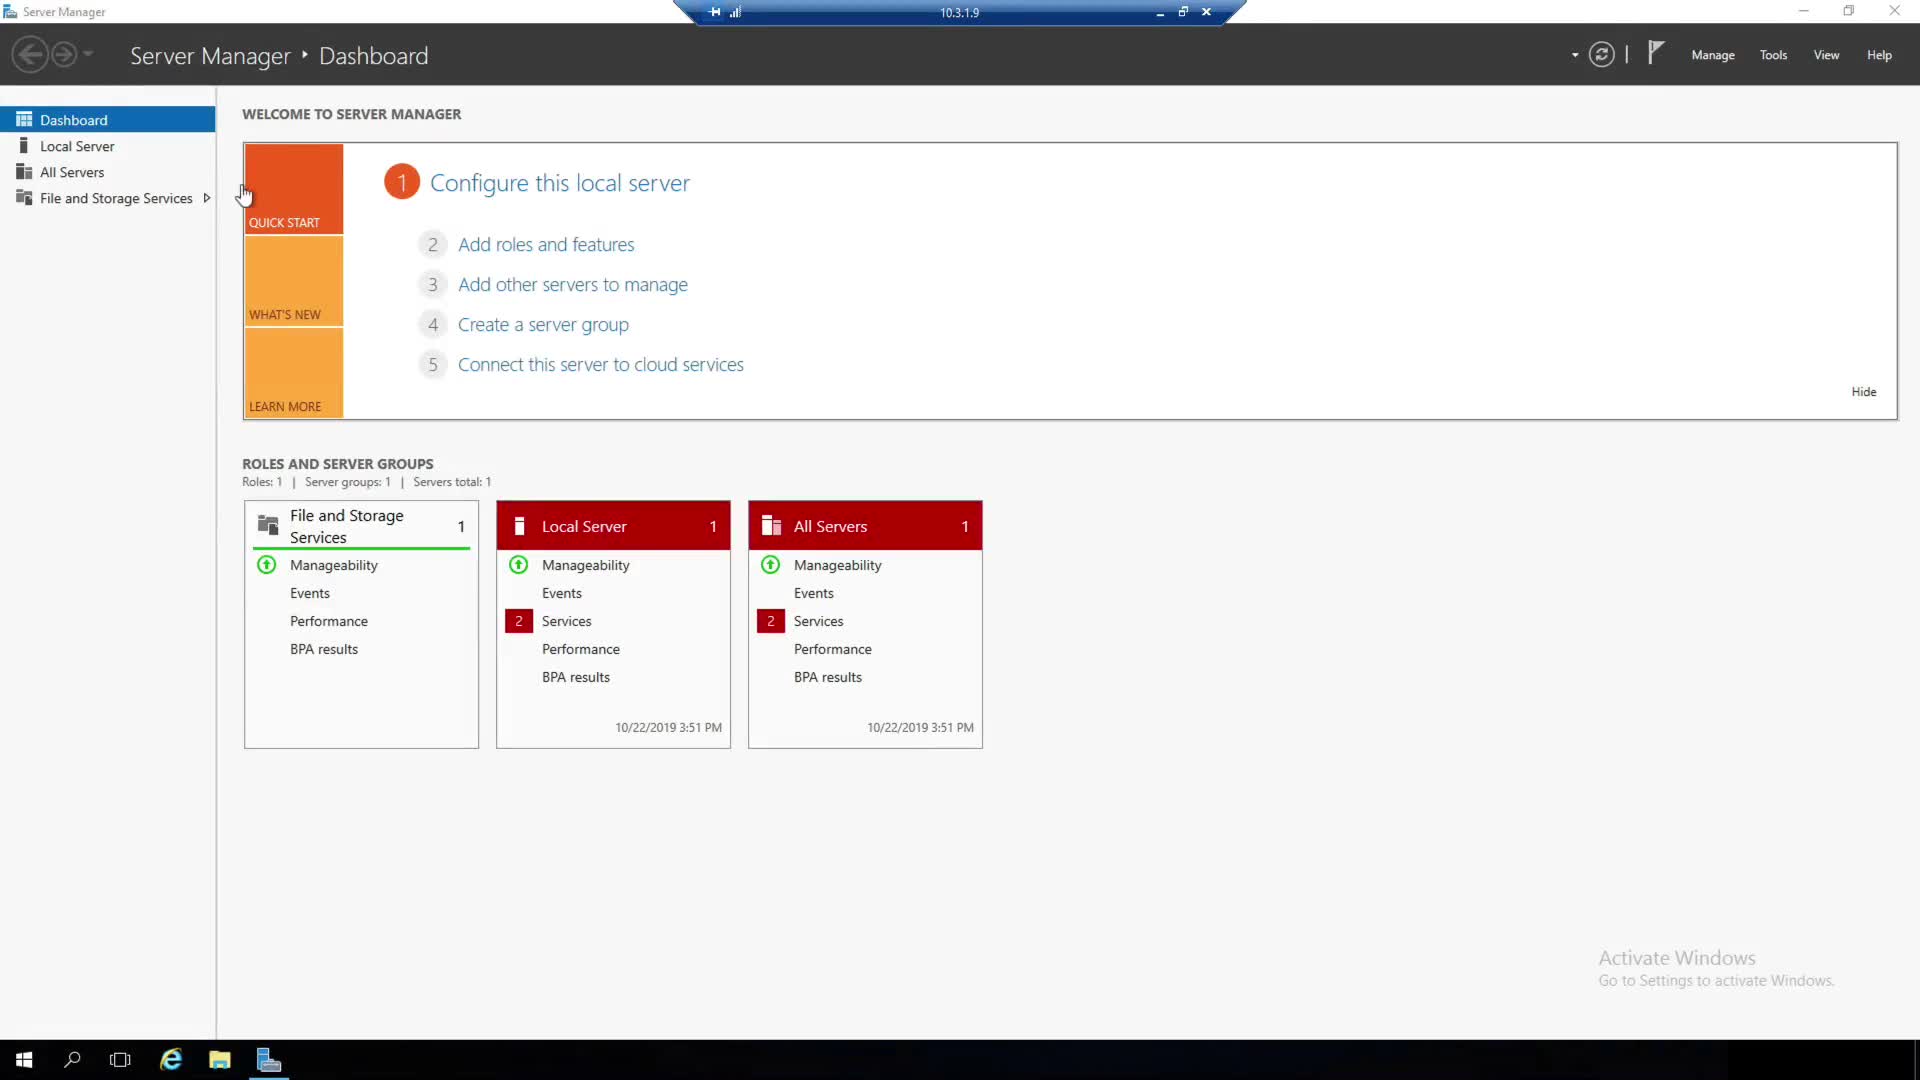 Server Manager
10.3.1.9
Server Manager ‣ Dashboard
Manage Tools View Help
Dashboard
Local Server
All Servers
File and Storage Services
WELCOME TO SERVER MANAGER
QUICK START
WHAT'S NEW
LEARN MORE
1 Configure this local server
2 Add roles and features
3 Add other servers to manage
4 Create a server group
5 Connect this server to cloud services
Hide
ROLES AND SERVER GROUPS
Roles: 1 | Server groups: 1 | Servers total: 1
File and Storage
Services 1
Manageability
Events
Performance
BPA results
Local Server 1
Manageability
Events
2 Services
Performance
BPA results
10/22/2019 3:51 PM
All Servers 1
Manageability
Events
2 Services
Performance
BPA results
10/22/2019 3:51 PM
Activate Windows
Go to Settings to activate Windows.